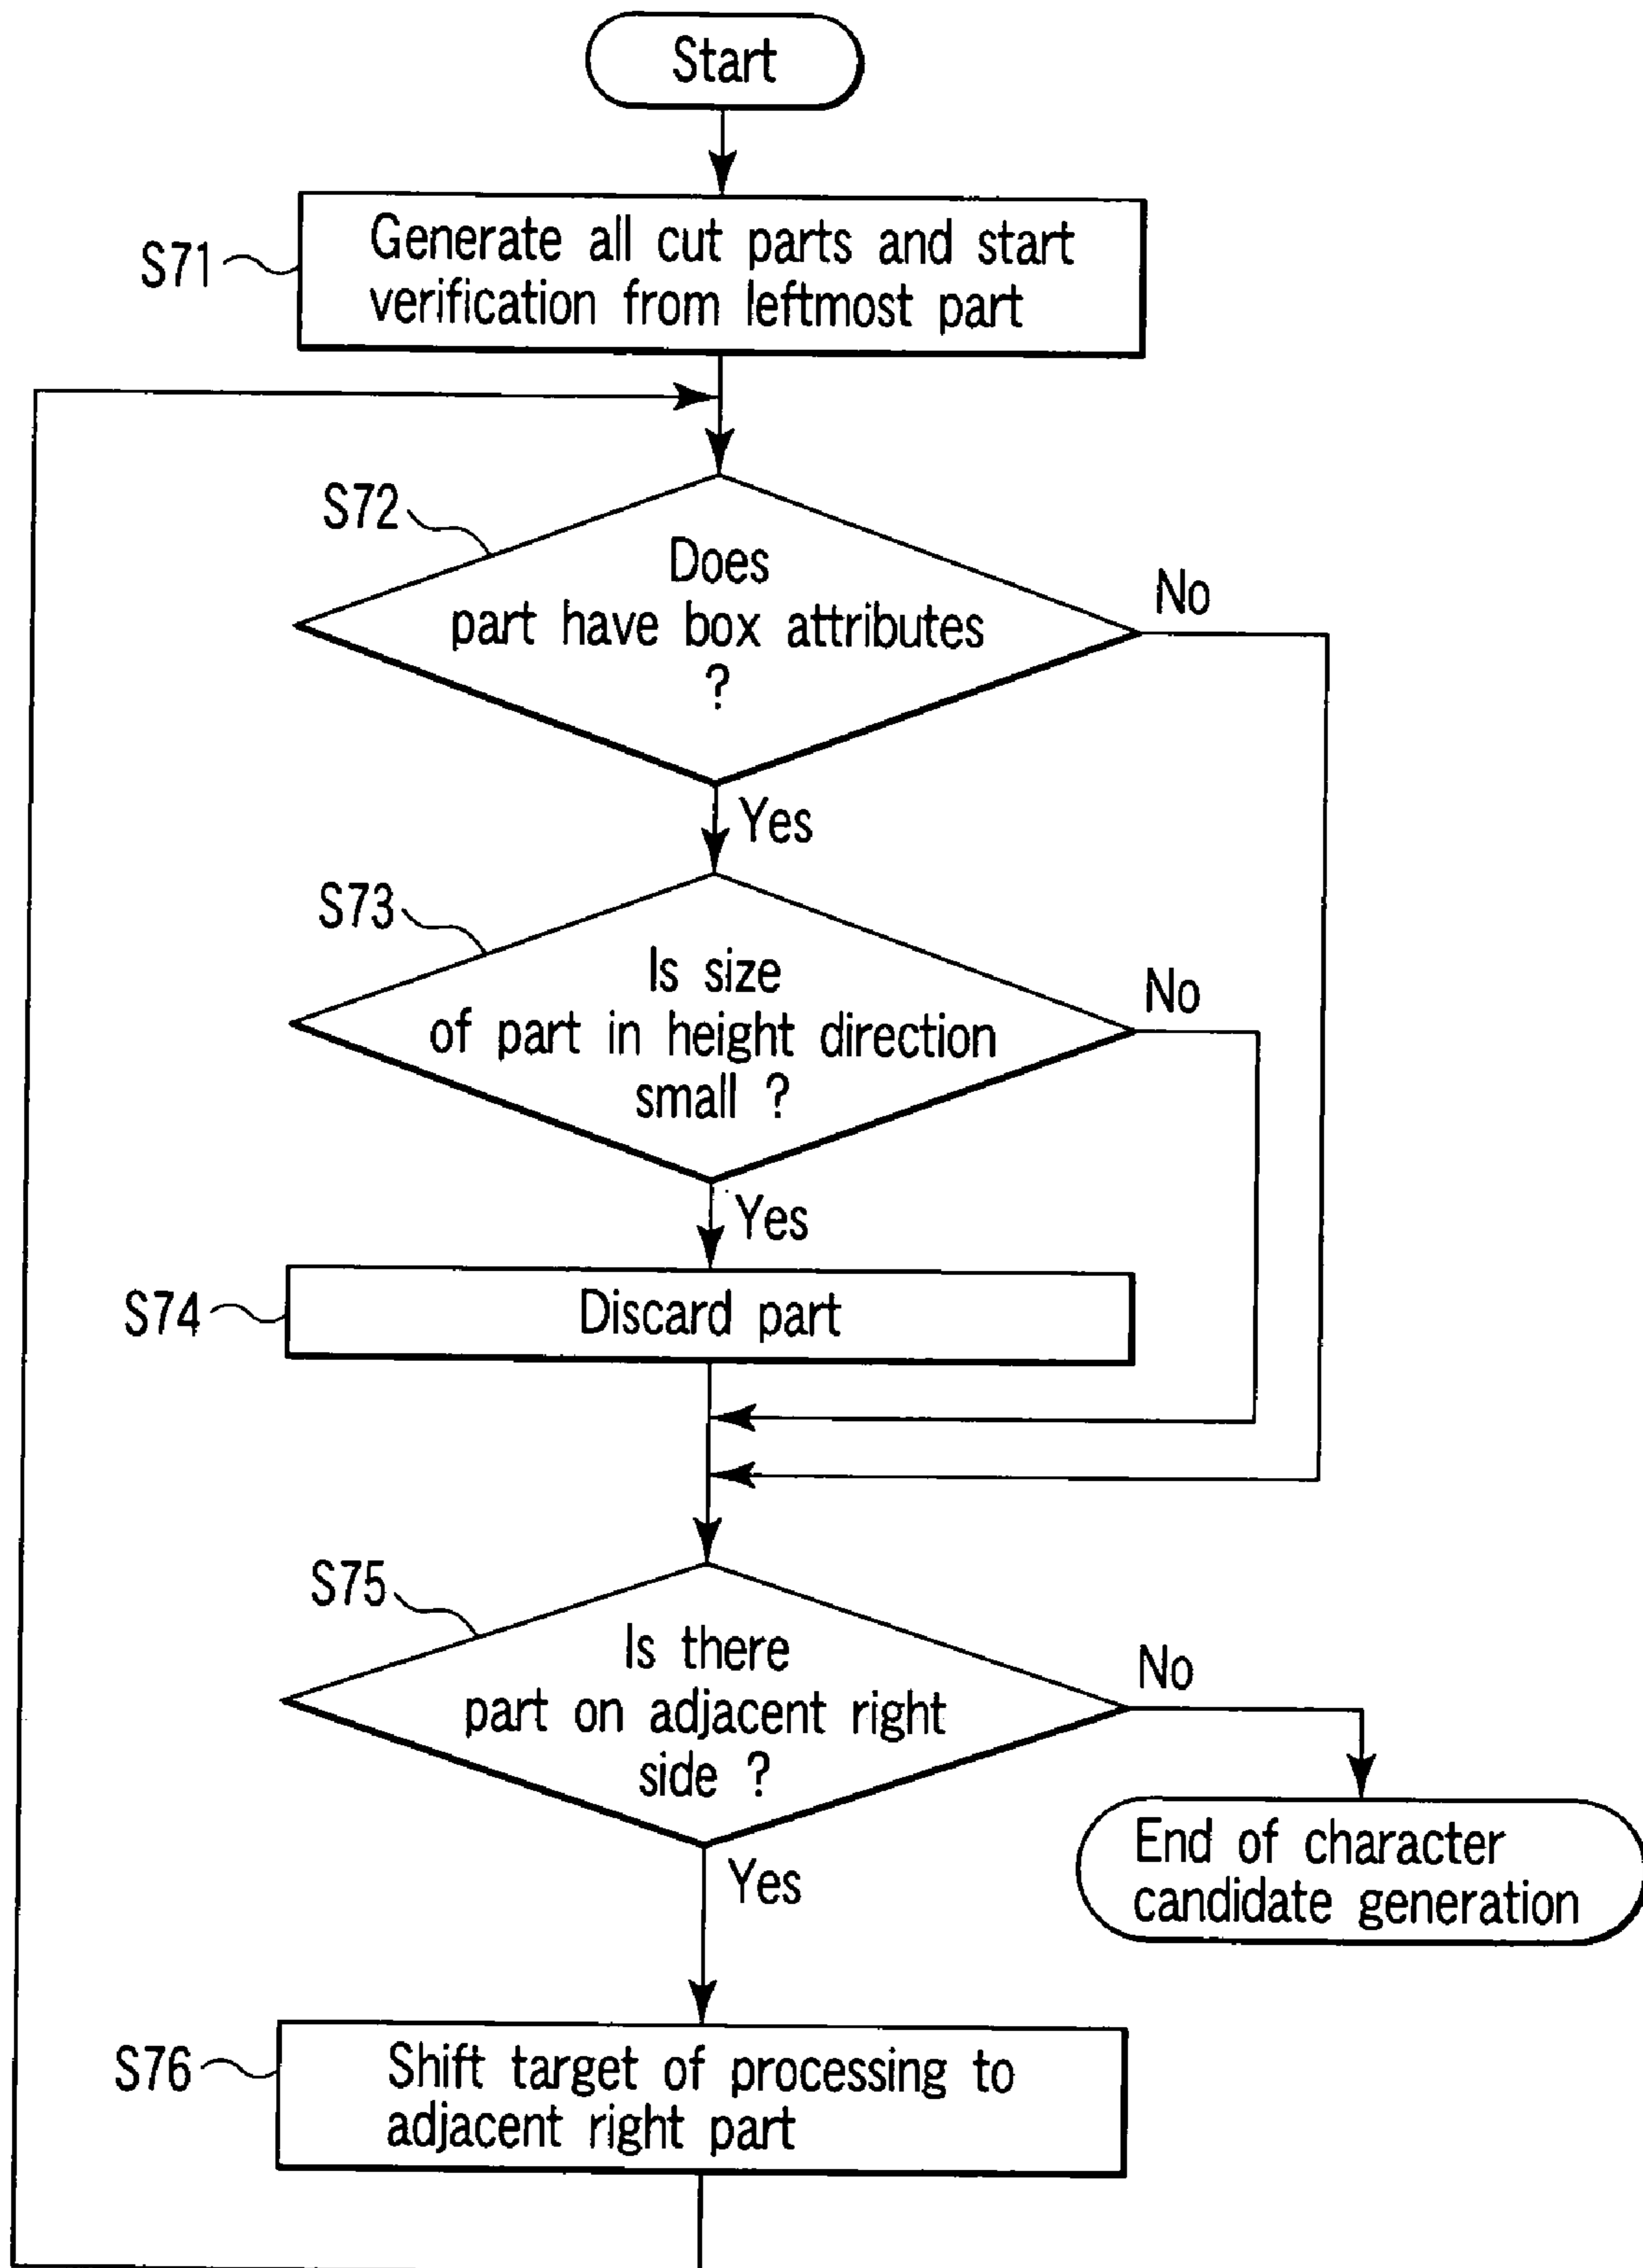 Start
S71
Generate all cut parts and start
verification from leftmost part
S72
Does
part have box attributes
?
No
Yes
S73
Is size
of part in height direction
small ?
No
Yes
S74
Discard part
S75
Is there
part on adjacent right
side ?
No
End of character
candidate generation
Yes
S76
Shift target of processing to
adjacent right part